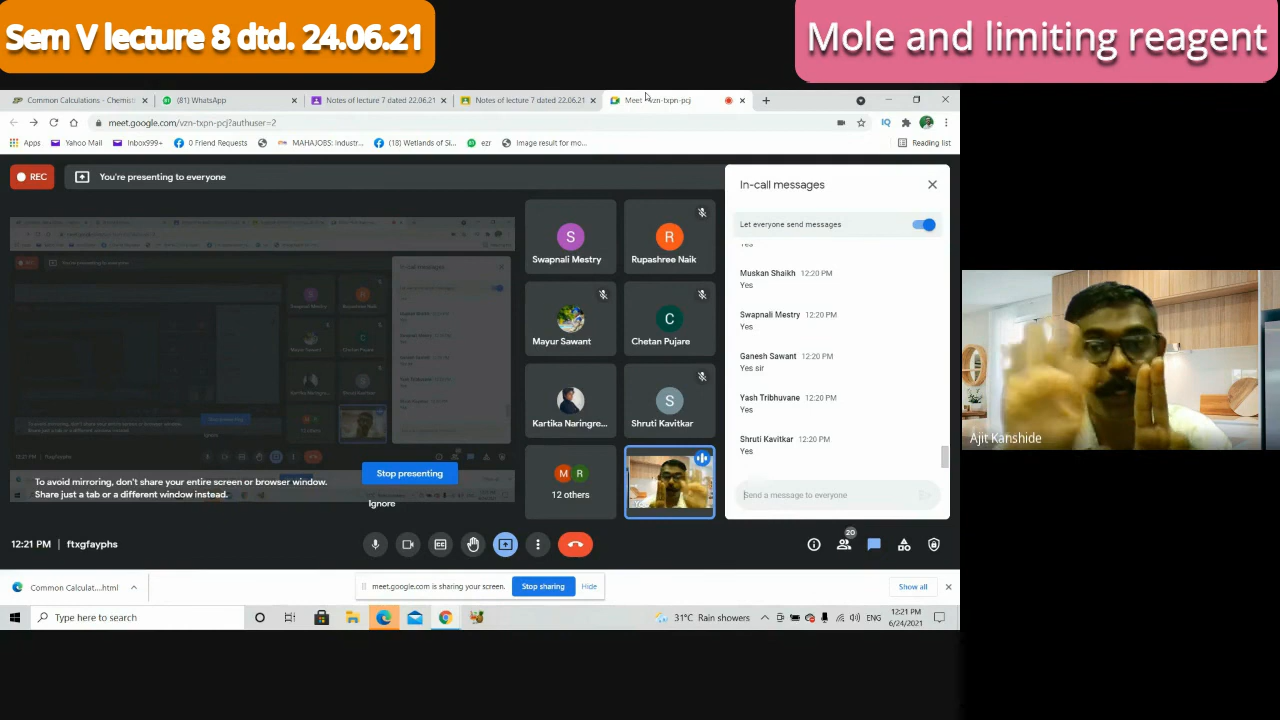 Sem V lecture 8 dtd. 24.06.21
Mole and limiting reagent
Common Calculations - Chemist
(81) WhatsApp
Notes of lecture 7 dated 22.06.21
Notes of lecture 7 dated 22.06.21
Meet
vzn-txpn-pcj
meet.google.com/vzn-txpn-pcj?authuser=2
Apps
Yahoo Mail
Inbox999+
0 Friend Requests
MAHAJOBS: Industr...
(18) Wetlands of Si...
ezr
Image result for mo...
Reading list
REC
You're presenting to everyone
In-call messages
Let everyone send messages
Yes
Muskan Shaikh 12:20 PM
Yes
Swapnali Mestry 12:20 PM
Yes
Ganesh Sawant 12:20 PM
Yes sir
Yash Tribhuvane 12:20 PM
Yes
Shruti Kavitkar 12:20 PM
Yes
Send a message to everyone
S
Swapnali Mestry
R
Rupashree Naik
Mayur Sawant
C
Chetan Pujare
Kartika Naringre...
S
Shruti Kavitkar
M R
12 others
To avoid mirroring, don't share your entire screen or browser window.
Share just a tab or a different window instead.
Stop presenting
Ignore
Ajit Kanshide
12:21 PM | ftxgfayphs
20
Common Calculat....html
meet.google.com is sharing your screen.
Stop sharing
Hide
Show all
Type here to search
31°C Rain showers
ENG
12:21 PM
6/24/2021